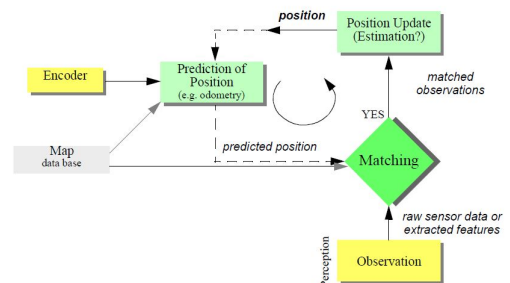 position
Position Update
(Estimation?)
Prediction of
Position
(e.g. odometry)
Encoder
matched
observations
YES
predicted position
Map
data base
Matching
raw sensor data or
extracted features
Perception
Observation